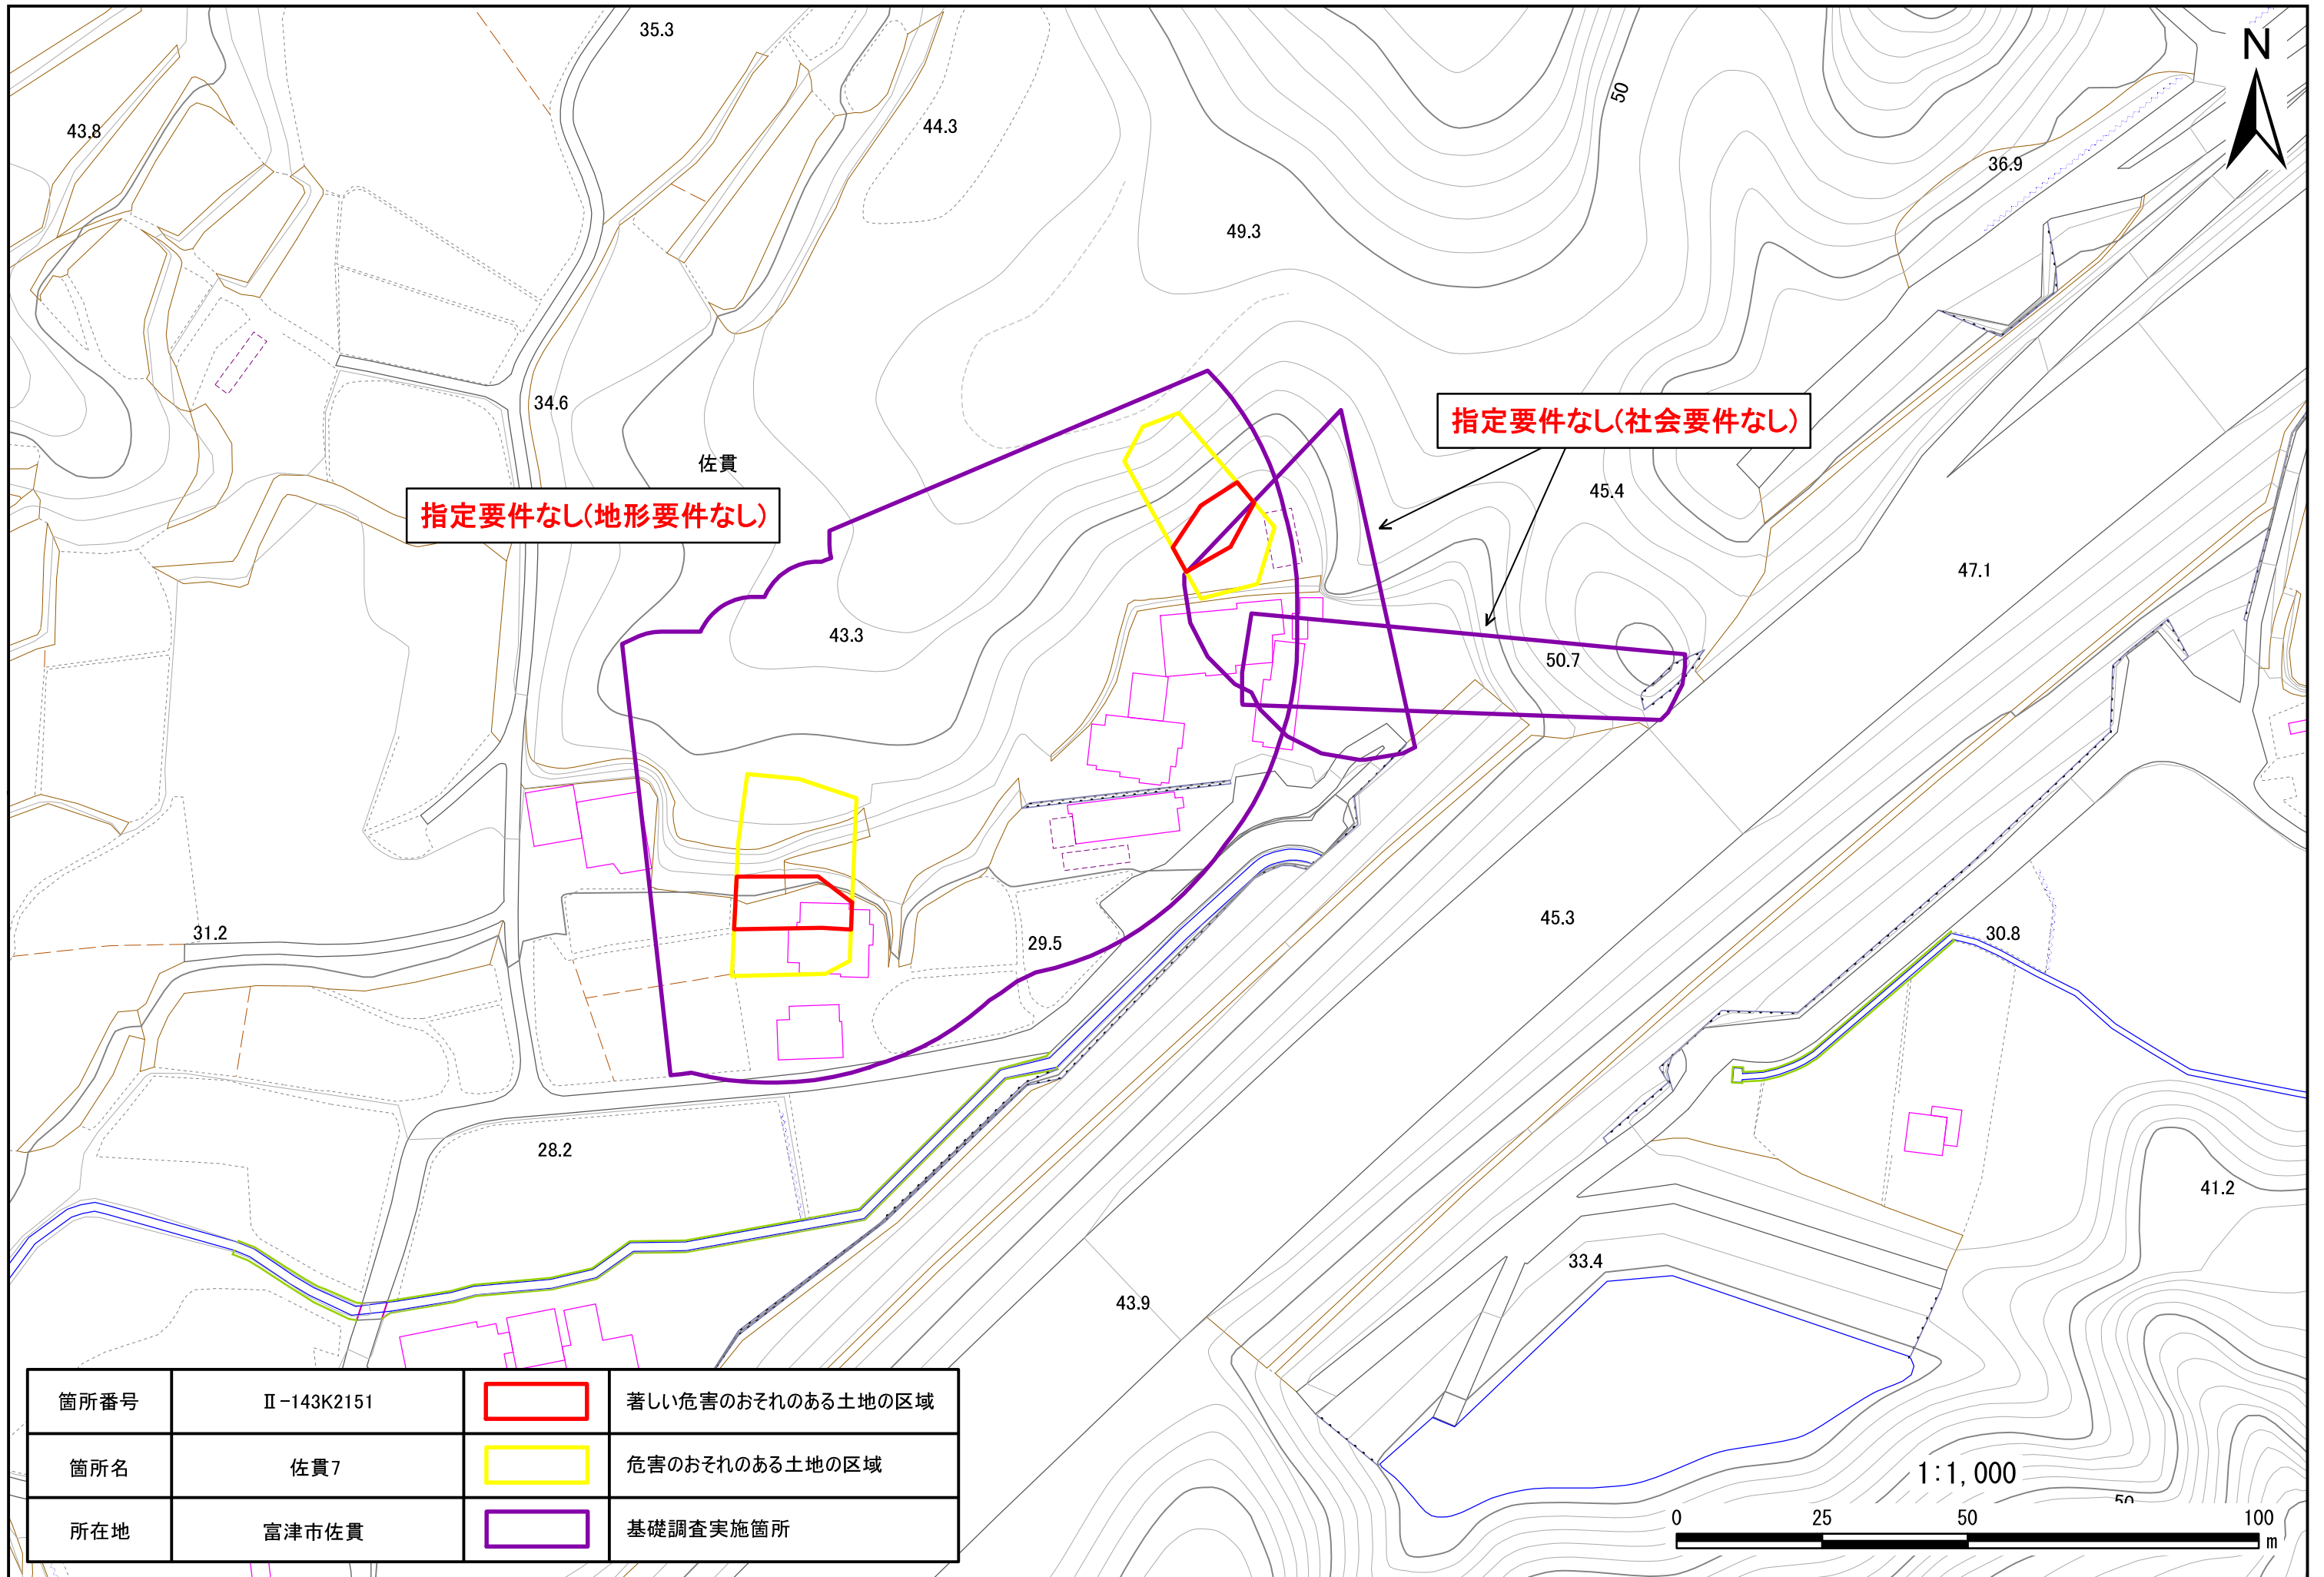 35.3
N
43.8
44.3
50
36.9
49.3
34.6
指定要件なし(社会要件なし)
佐貫
45.4
指定要件なし(地形要件なし)
47.1
43.3
50.7
31.2
29.5
45.3
30.8
28.2
41.2
33.4
43.9
箇所番号 Ⅱ-143K2151 著しい危害のおそれのある土地の区域
箇所名 佐貫7 危害のおそれのある土地の区域
所在地 富津市佐貫 基礎調査実施箇所
1:1,000
50
0 25 50 100
m